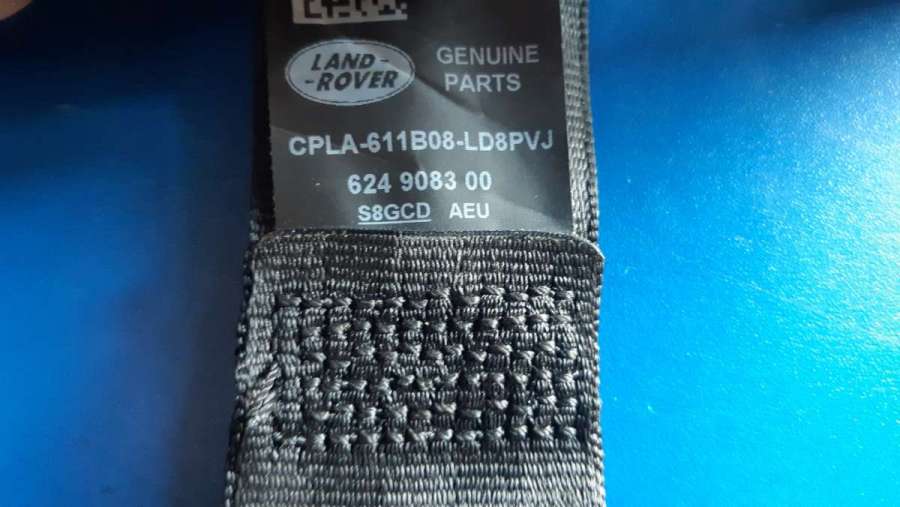 LAND-
-ROVER
GENUINE
PARTS
CPLA-611B08-LD8PVJ
624 9083 00
S8GCD AEU